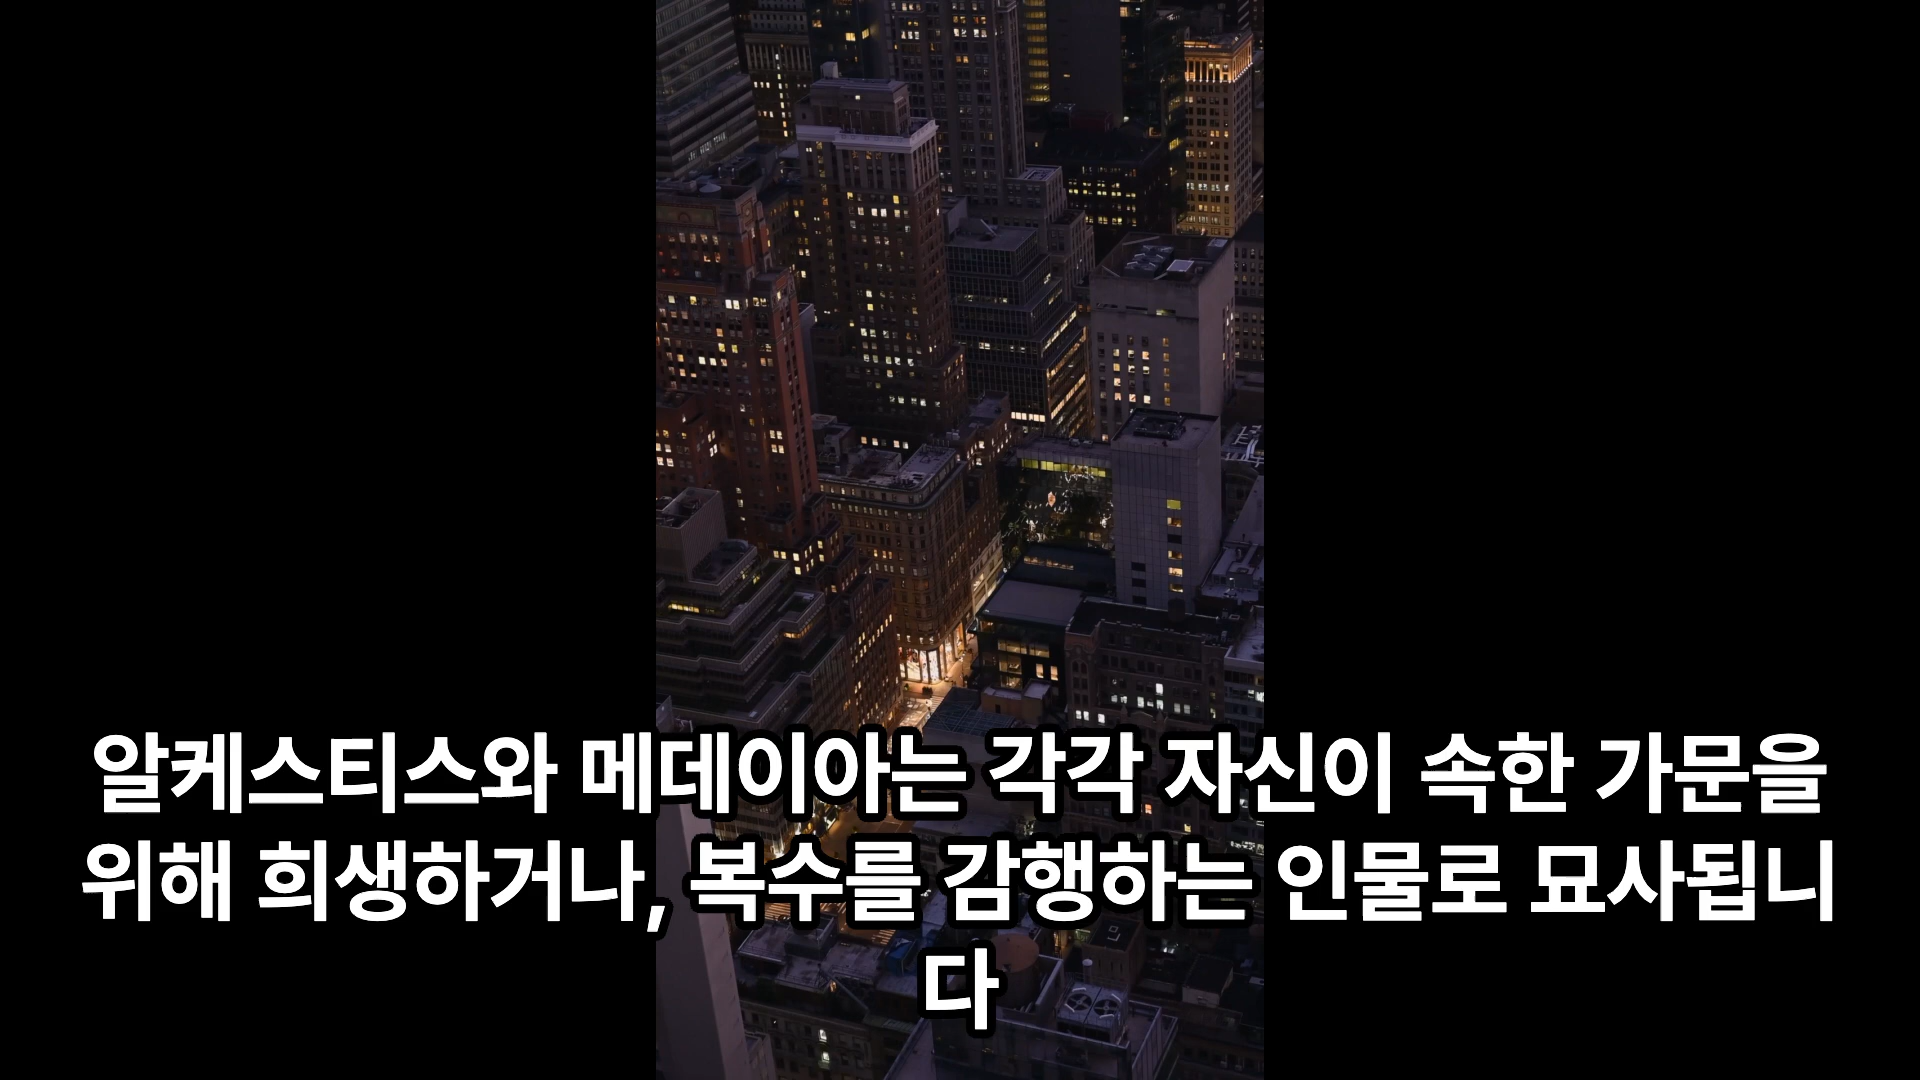 알케스티스와 메데이아는 각각 자신이 속한 가문을
위해 희생하거나, 복수를 감행하는 인물로 묘사됩니
다